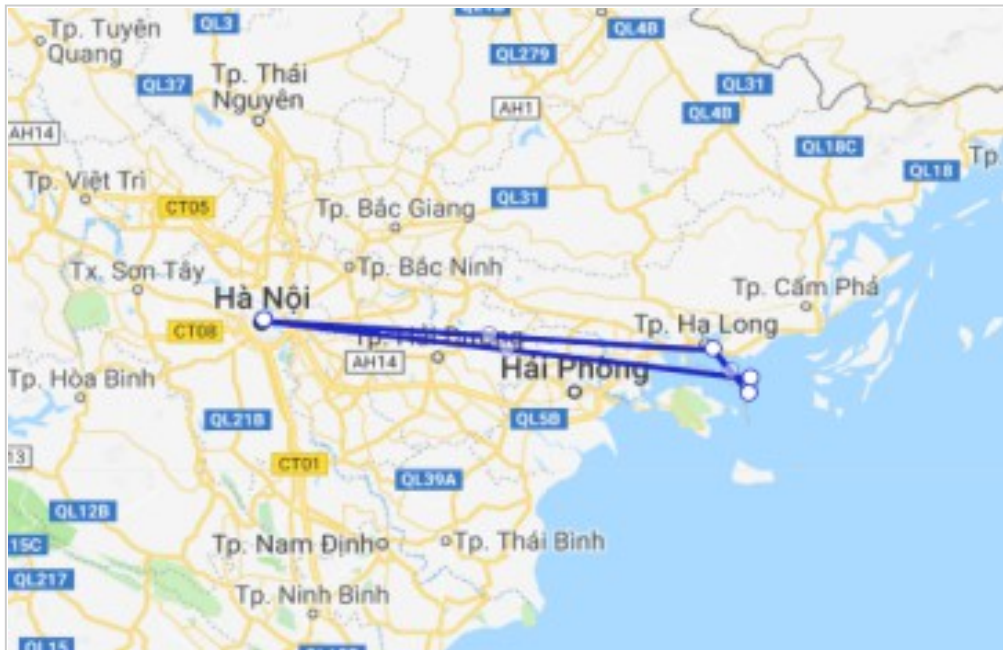 Tp. Tuyên
Quang
QL3
QL4B
QL279
QL37
Tp. Thái
Nguyên
QL31
AH1
QL4B
AH14
QL18C
Tp.
QL18
Tp. Việt Trì
CT05
QL31
Tp. Bắc Giang
Tx. Sơn Tây
Tp. Bắc Ninh
Tp. Cẩm Phả
Hà Nội
CT08
Tp. Hạ Long
AH14
Hải Phòng
Tp. Hòa Bình
QL21B
QL5B
13
CT01
QL39A
QL12B
15C
Tp. Nam Định
Tp. Thái Bình
QL217
Tp. Ninh Bình
QL15